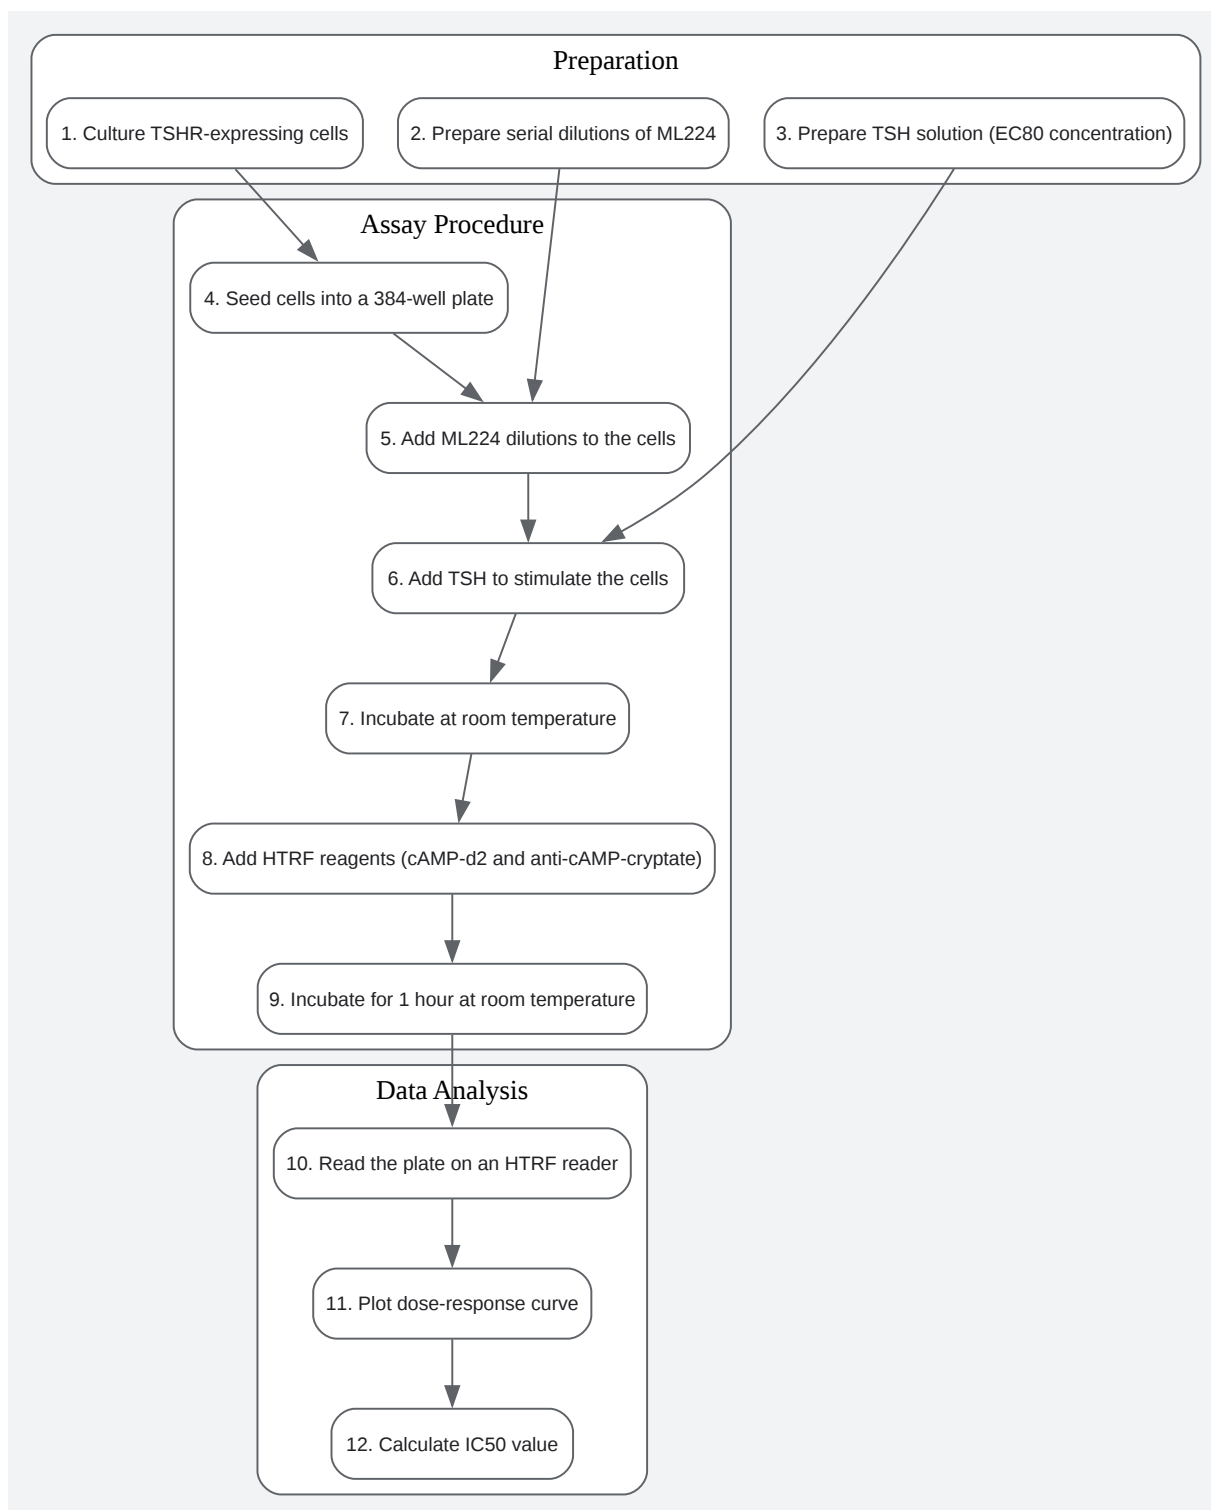 Preparation
1. Culture TSHR-expressing cells
2. Prepare serial dilutions of ML224
3. Prepare TSH solution (EC80 concentration)
Assay Procedure
4. Seed cells into a 384-well plate
5. Add ML224 dilutions to the cells
6. Add TSH to stimulate the cells
7. Incubate at room temperature
8. Add HTRF reagents (cAMP-d2 and anti-cAMP-cryptate)
9. Incubate for 1 hour at room temperature
Data Analysis
10. Read the plate on an HTRF reader
11. Plot dose-response curve
12. Calculate IC50 value